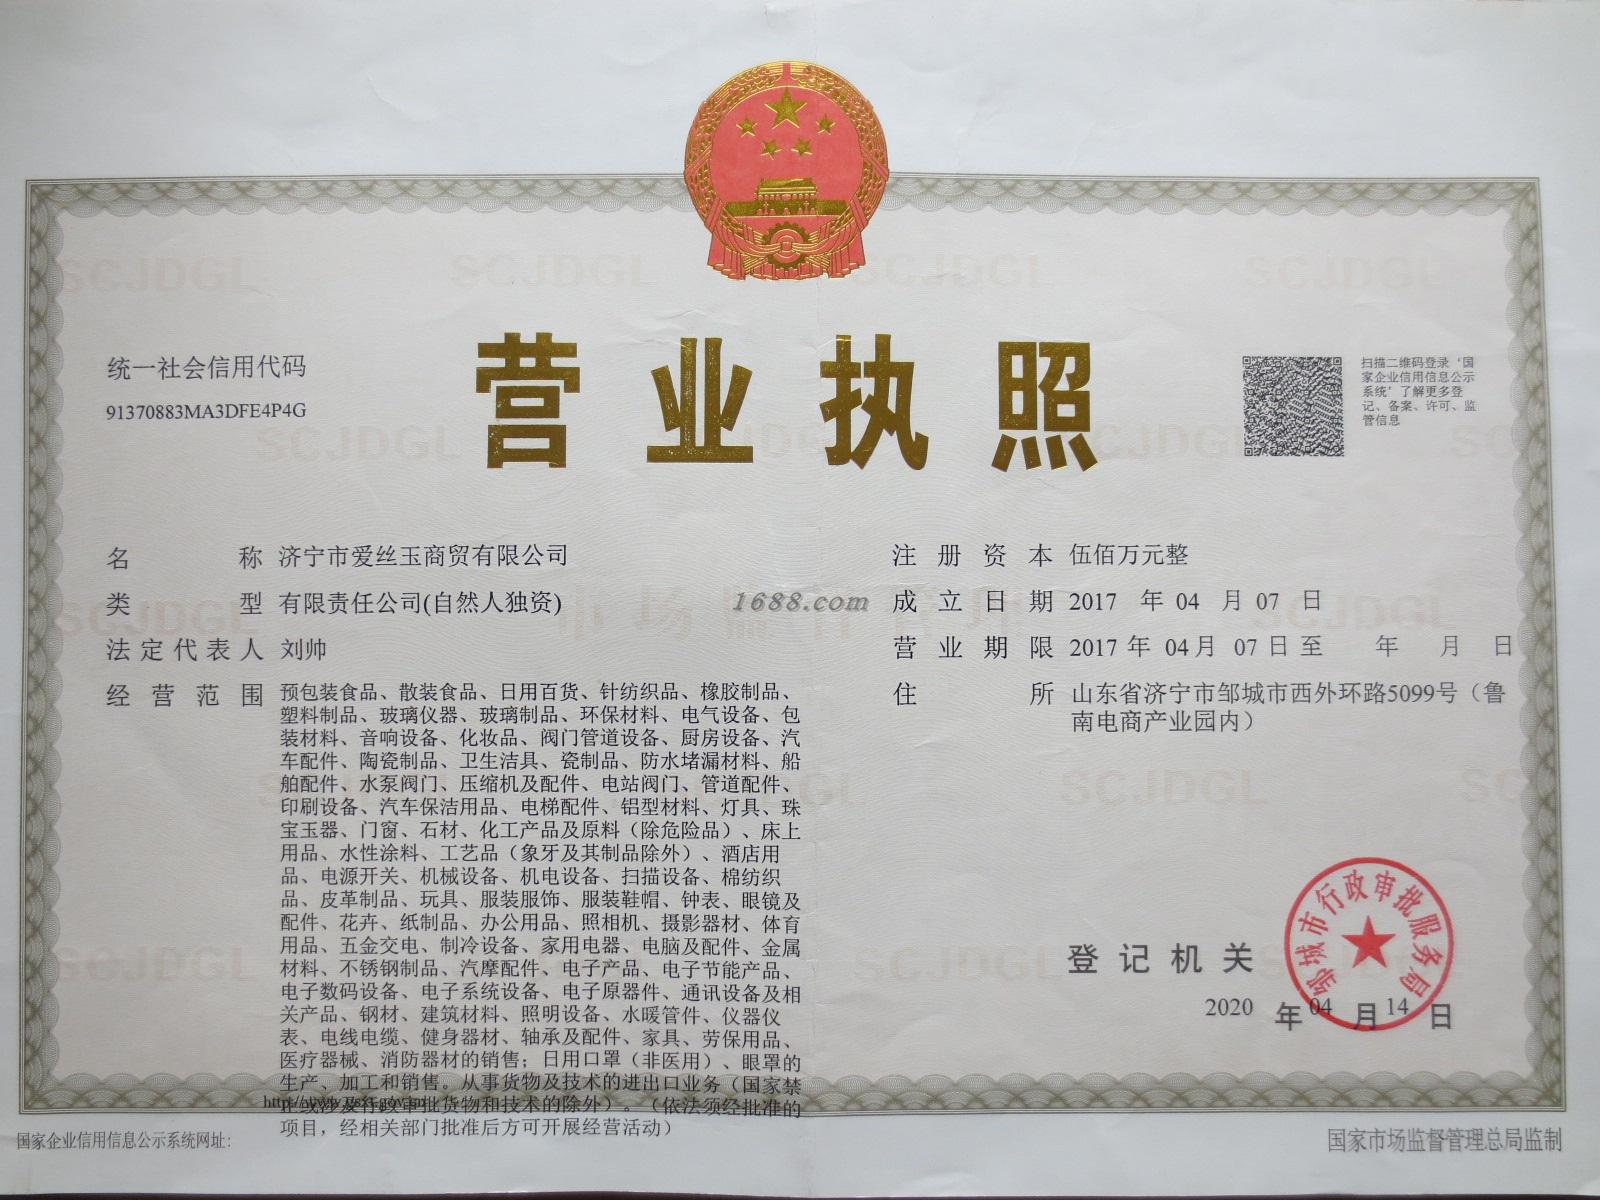 营业执照
统一社会信用代码
91370883MA3DFE4P4G
扫描二维码登录‘国
家企业信用信息公示
系统’了解更多登
记、备案、许可、监
管信息
名称 济宁市爱丝玉商贸有限公司
类型 有限责任公司(自然人独资)
法定代表人 刘帅
经营范围 预包装食品、散装食品、日用百货、针纺织品、橡胶制品、
塑料制品、玻璃仪器、玻璃制品、环保材料、电气设备、包
装材料、音响设备、化妆品、阀门管道设备、厨房设备、汽
车配件、陶瓷制品、卫生洁具、瓷制品、防水堵漏材料、船
舶配件、水泵阀门、压缩机及配件、电站阀门、管道配件、
印刷设备、汽车保洁用品、电梯配件、铝型材料、灯具、珠
宝玉器、门窗、石材、化工产品及原料（除危险品）、床上
用品、水性涂料、工艺品（象牙及其制品除外）、酒店用
品、电源开关、机械设备、机电设备、扫描设备、棉纺织
品、皮革制品、玩具、服装服饰、服装鞋帽、钟表、眼镜及
配件、花卉、纸制品、办公用品、照相机、摄影器材、体育
用品、五金交电、制冷设备、家用电器、电脑及配件、金属
材料、不锈钢制品、汽摩配件、电子产品、电子节能产品、
电子数码设备、电子系统设备、电子原器件、通讯设备及相
关产品、钢材、建筑材料、照明设备、水暖管件、仪器仪
表、电线电缆、健身器材、轴承及配件、家具、劳保用品、
医疗器械、消防器材的销售；日用口罩（非医用）、眼罩的
生产、加工和销售。从事货物及技术的进出口业务（国家禁
止或涉及行政审批货物和技术的除外）。（依法须经批准的
项目，经相关部门批准后方可开展经营活动）
注册资本 伍佰万元整
成立日期 2017 年 04 月 07 日
营业期限 2017 年 04 月 07 日 至 年 月 日
住所 山东省济宁市邹城市西外环路5099号（鲁
南电商产业园内）
1688.com
登记机关
邹城市行政审批服务局
2020 年 04 月 14 日
国家企业信用信息公示系统网址:
国家市场监督管理总局监制
SCJDGL